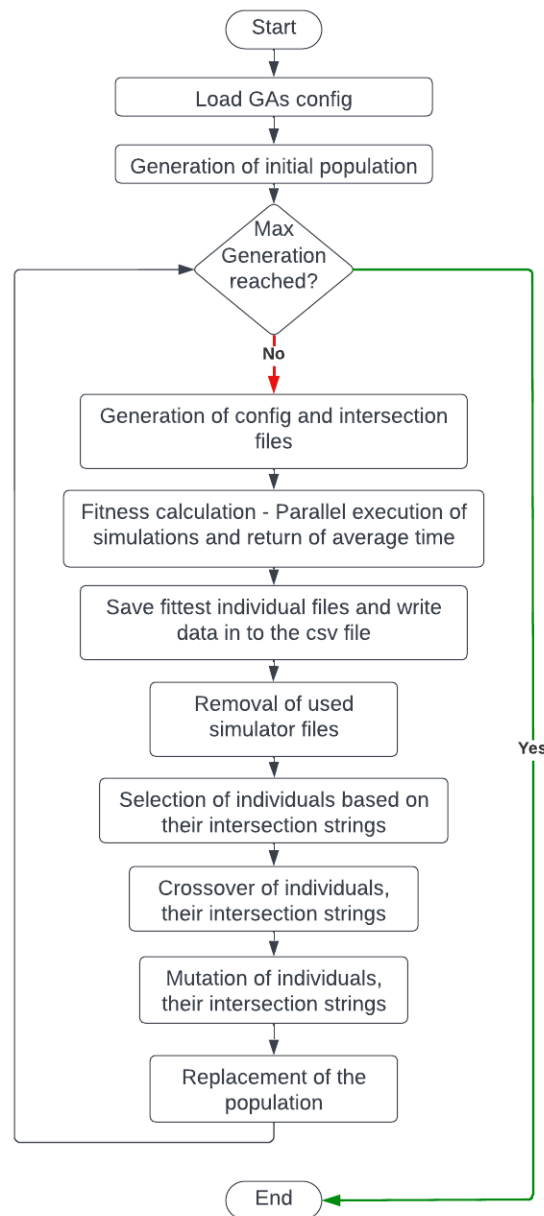 Start
Load GAs config
Generation of initial population
Max
Generation
reached?
No
Generation of config and intersection
files
Fitness calculation - Parallel execution of
simulations and return of average time
Save fittest individual files and write
data in to the csv file
Removal of used
simulator files
Yes
Selection of individuals based on
their intersection strings
Crossover of individuals,
their intersection strings
Mutation of individuals,
their intersection strings
Replacement of the
population
End